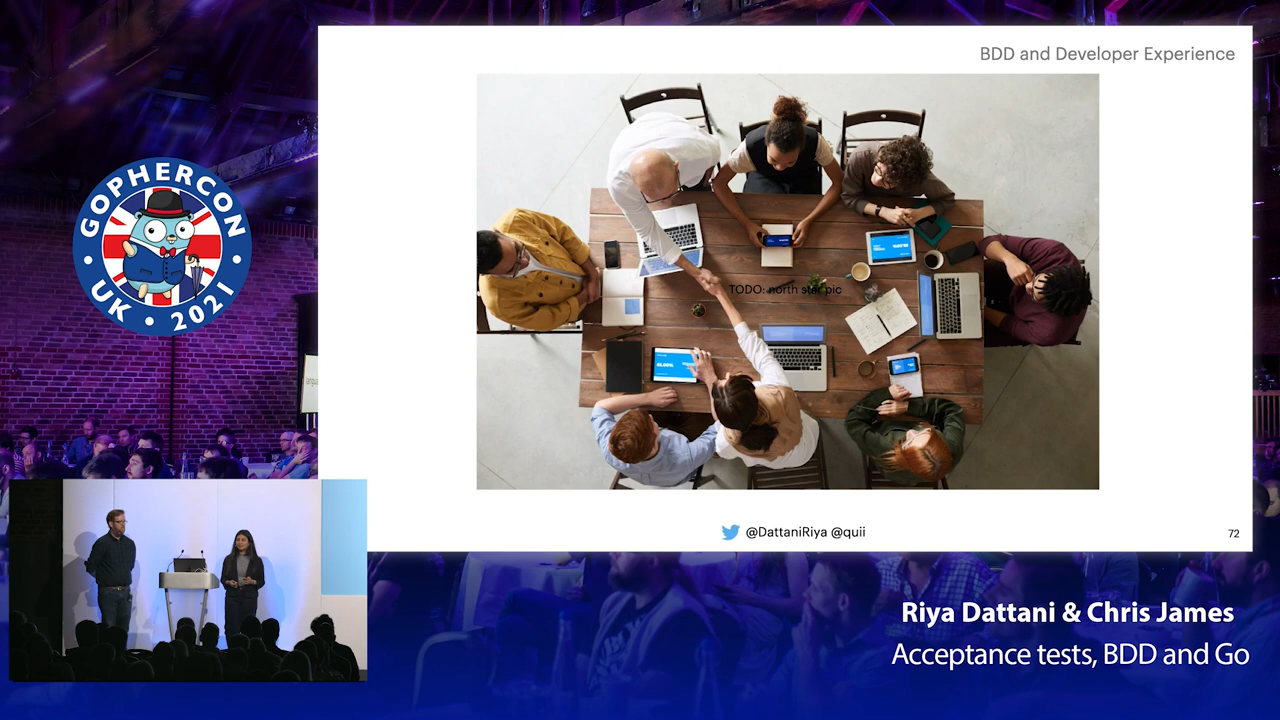 GOPHERCON
UK • 2021
BDD and Developer Experience
TODO: north star pic
@DattaniRiya @quii
72
Riya Dattani & Chris James
Acceptance tests, BDD and Go